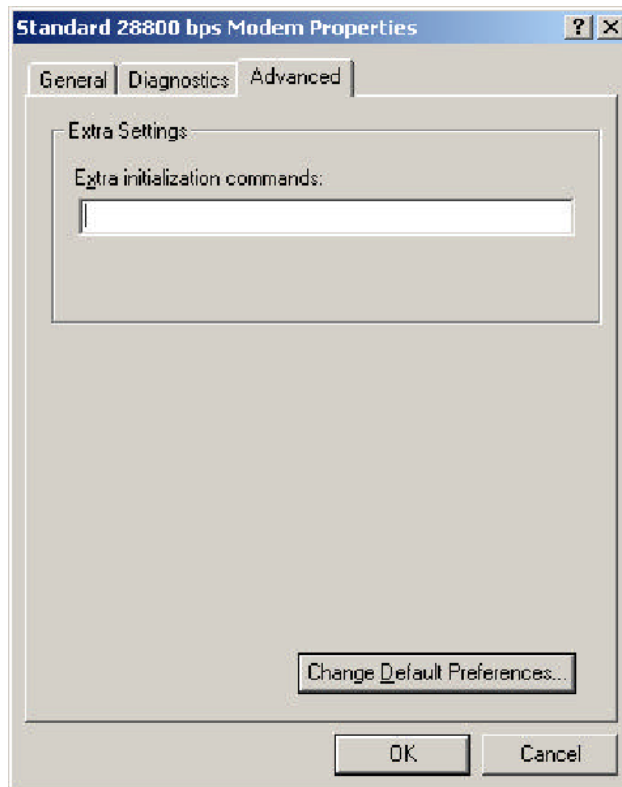 Standard 28800 bps Modem Properties ? ×
General Diagnostics Advanced
Extra Settings
Extra initialization commands:
Change Default Preferences...
OK Cancel